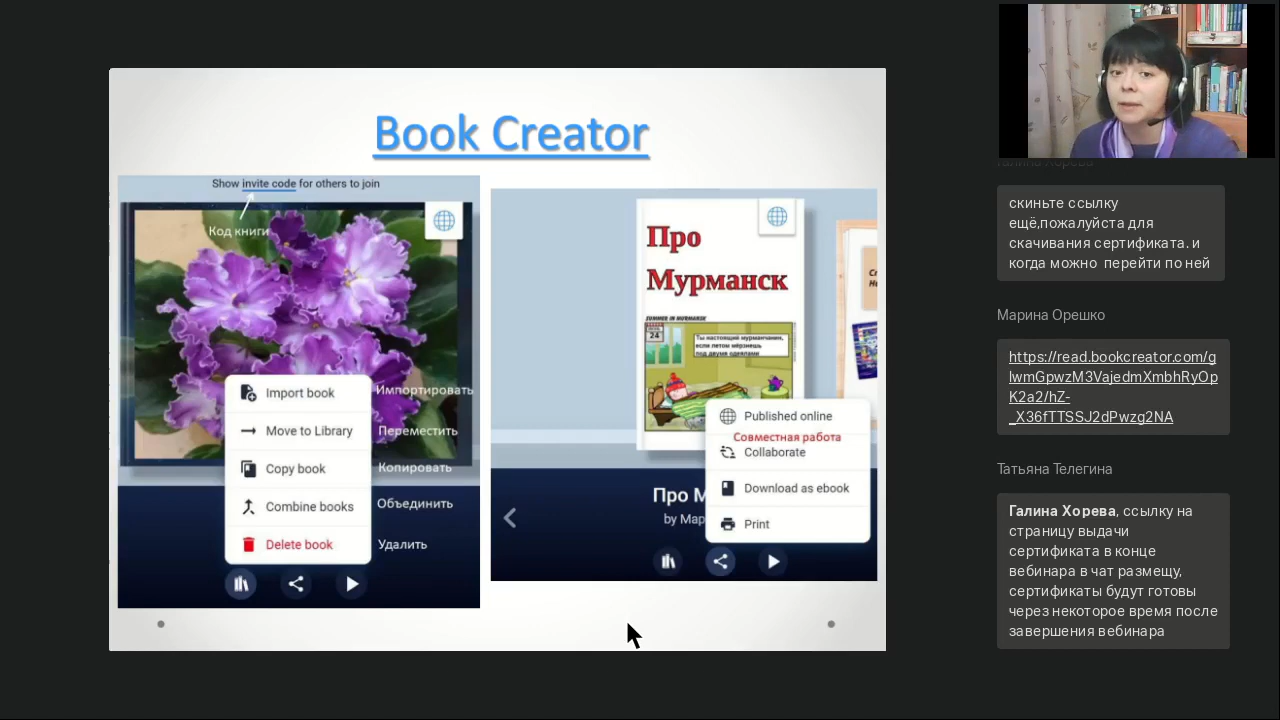 Book Creator
Show invite code for others to join
Код книги
Import book
Импортировать
Move to Library
Переместить
Copy book
Копировать
Combine books
Объединить
Delete book
Удалить
Про
Мурманск
SUMMER IN MURMANSK
24
Ты настоящий мурманчанин,
если летом мёрзнешь
под двумя одеялами
Published online
Совместная работа
Collaborate
Download as ebook
Print
Про М
by Мар
Галина Хорева
скиньте ссылку
ещё,пожалуйста для
скачивания сертификата. и
когда можно перейти по ней
Марина Орешко
https://read.bookcreator.com/g
lwmGpwzM3VajedmXmbhRyOp
K2a2/hZ-
_X36fTTSSJ2dPwzg2NA
Татьяна Телегина
Галина Хорева, ссылку на
страницу выдачи
сертификата в конце
вебинара в чат размещу,
сертификаты будут готовы
через некоторое время после
завершения вебинара